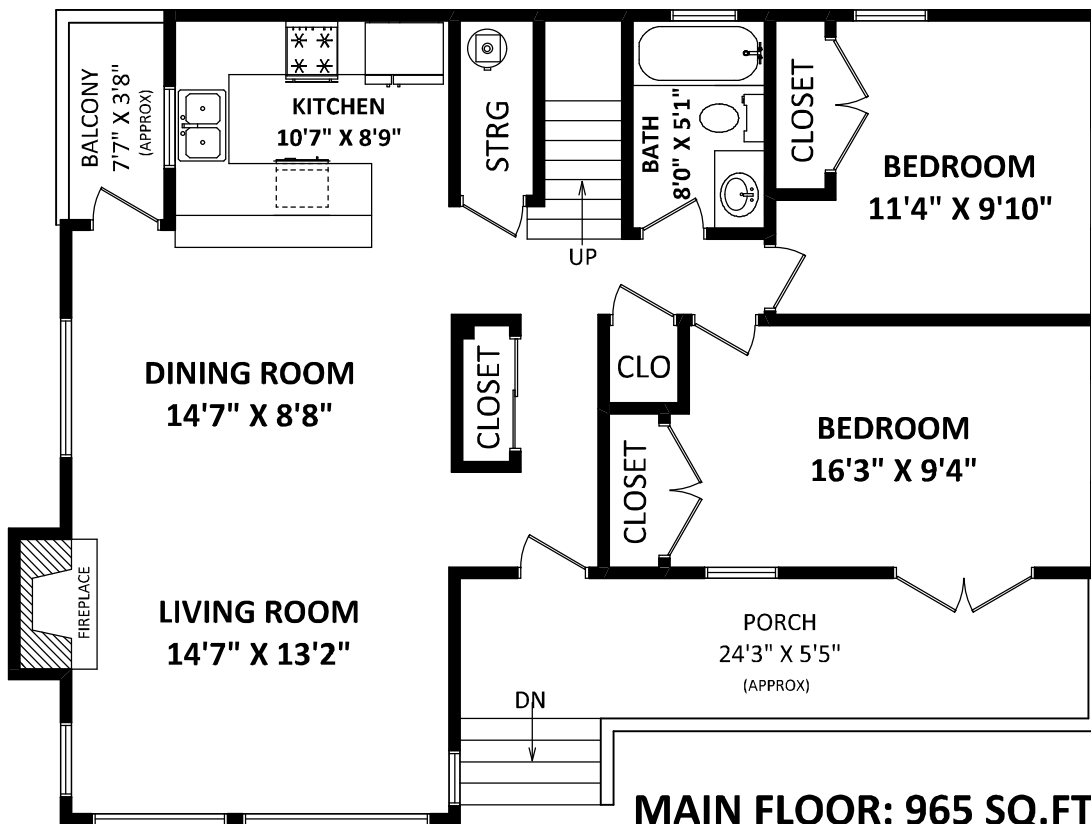 BALCONY
7'7" X 3'8"
(APPROX)
KITCHEN
10'7" X 8'9"
STRG
UP
BATH
8'0" X 5'1"
CLOSET
BEDROOM
11'4" X 9'10"
DINING ROOM
14'7" X 8'8"
CLOSET
CLO
CLOSET
BEDROOM
16'3" X 9'4"
FIREPLACE
LIVING ROOM
14'7" X 13'2"
PORCH
24'3" X 5'5"
(APPROX)
DN
MAIN FLOOR: 965 SQ.FT